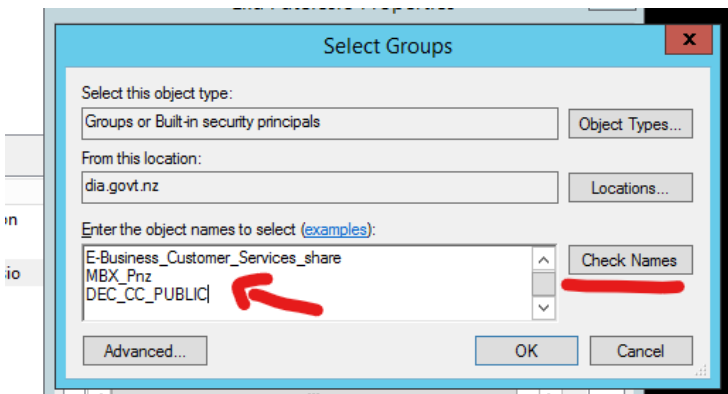 Select Groups
x
Select this object type:
Groups or Built-in security principals
Object Types...
From this location:
dia.govt.nz
Locations...
Enter the object names to select (examples):
E-Business_Customer_Services_share
MBX_Pnz
DEC_CC_PUBLIC
Check Names
Advanced...
OK
Cancel